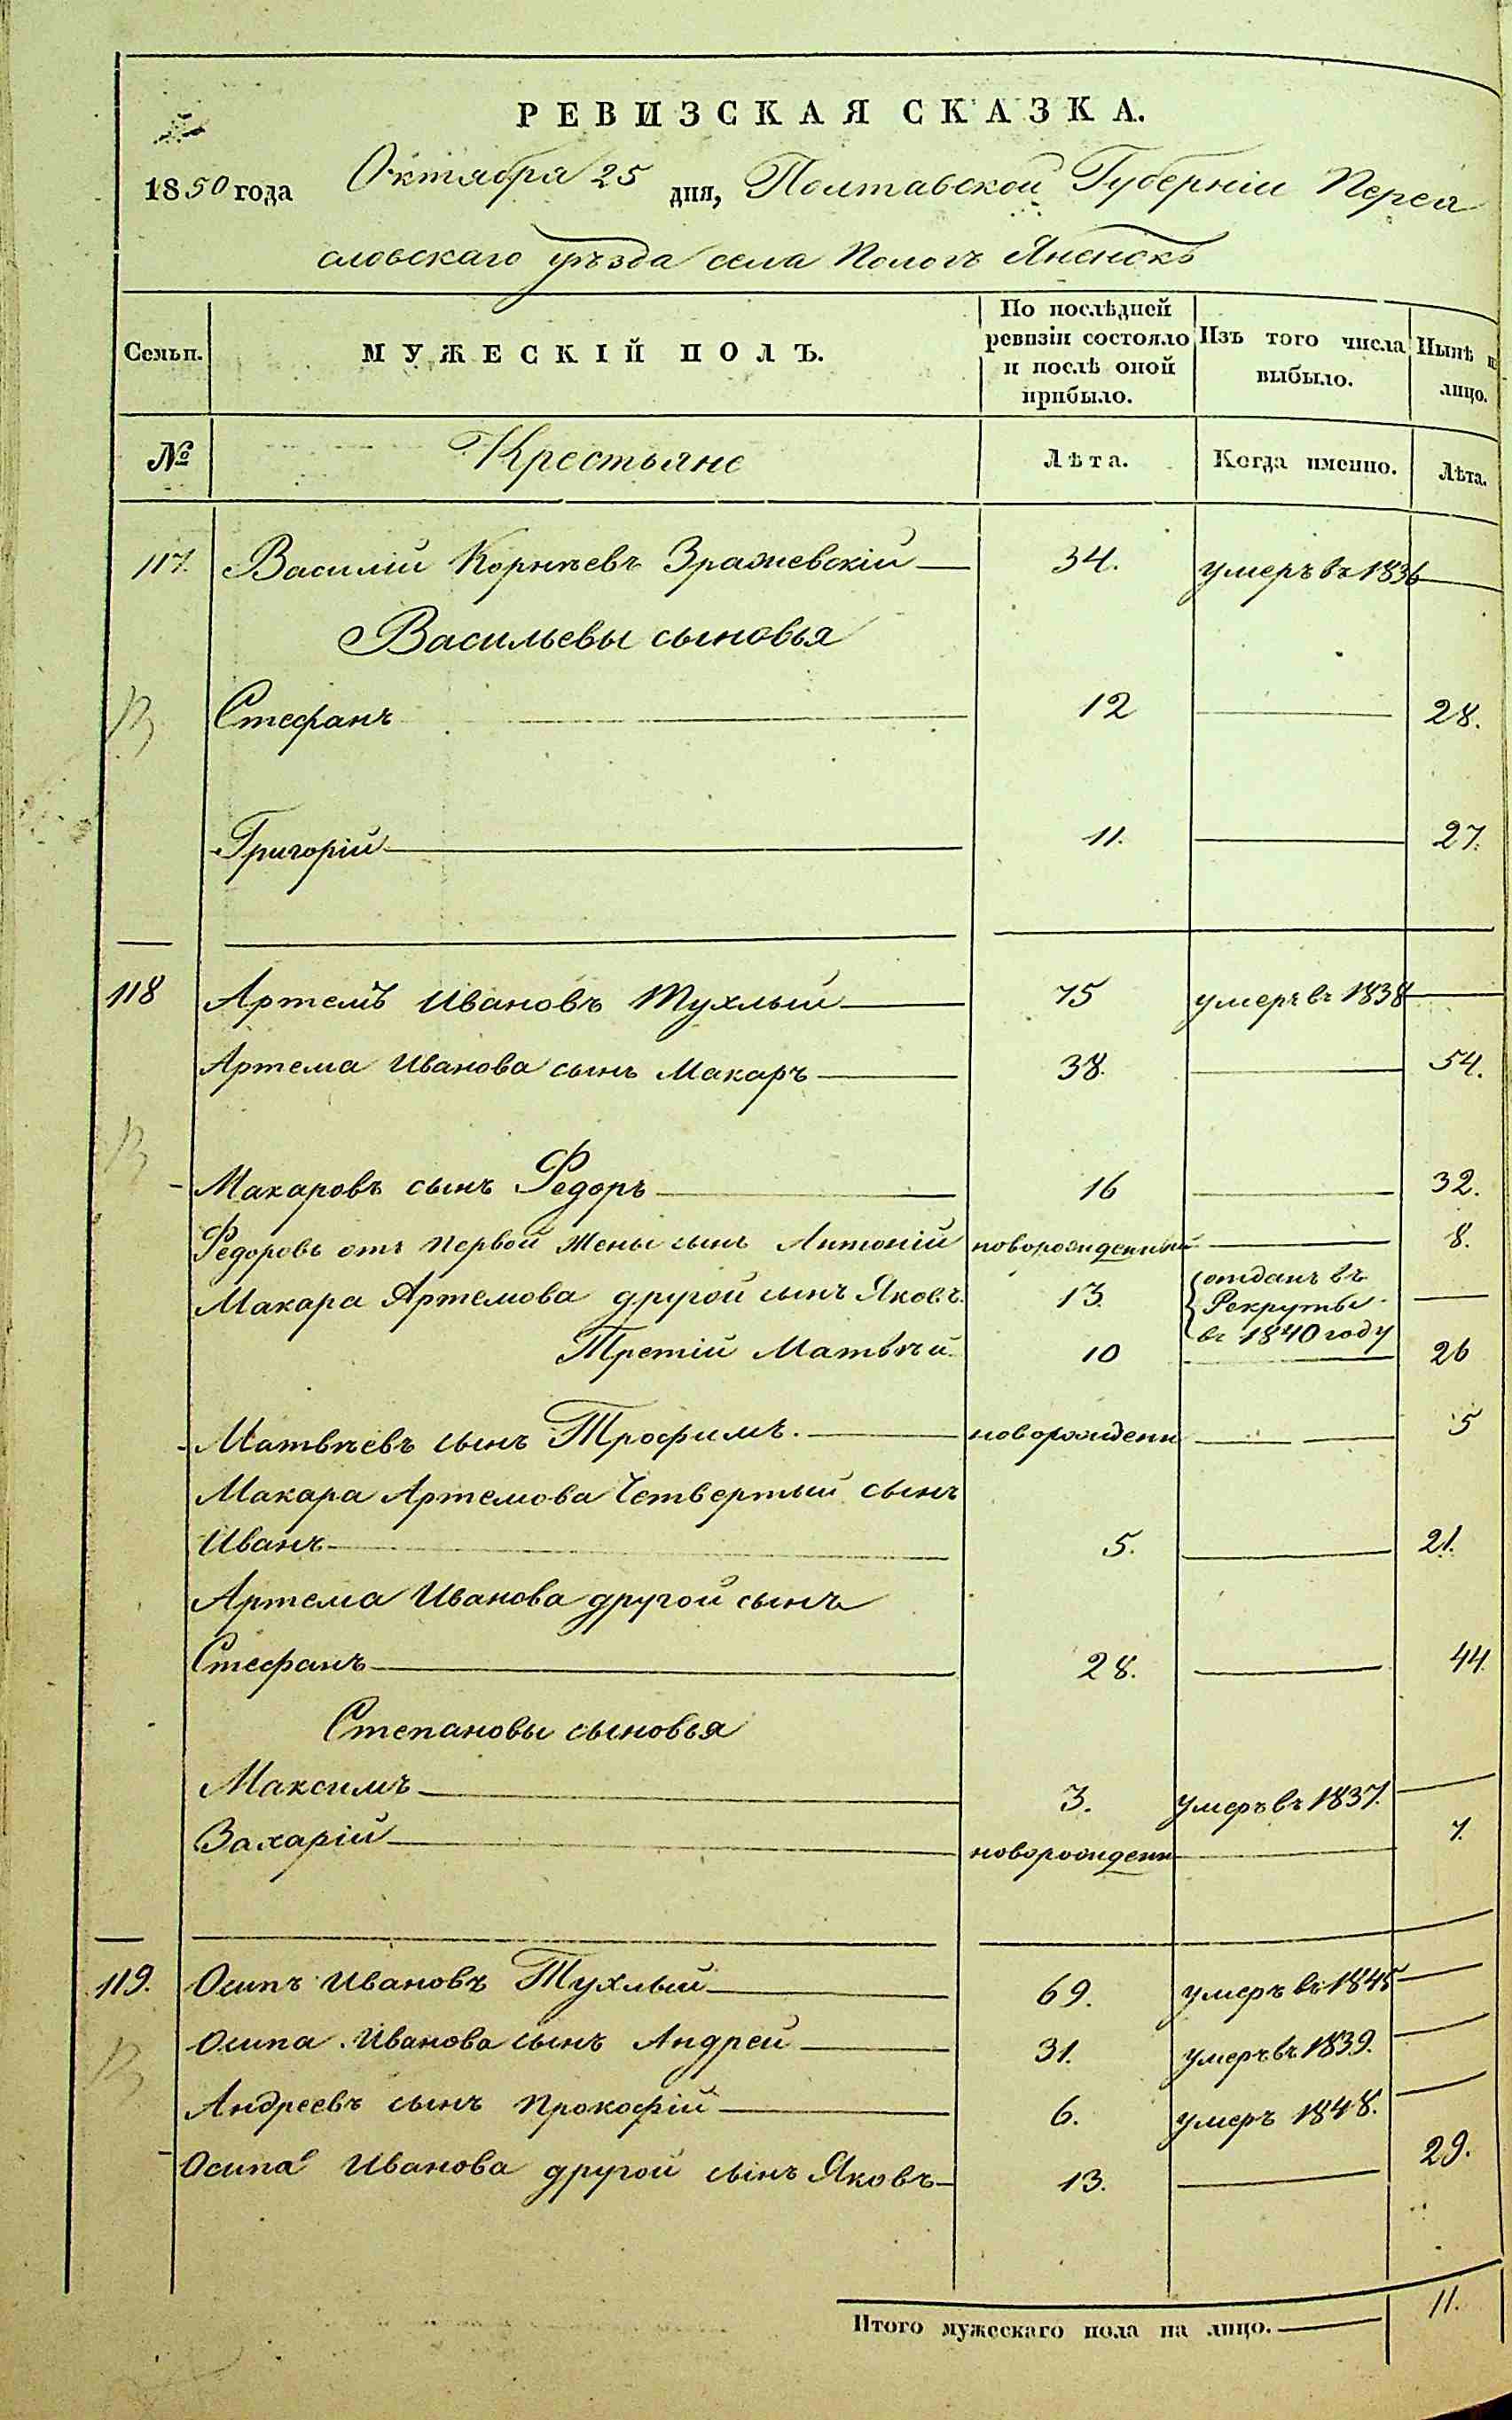 РЕВИЗСКАЯ СКАЗКА.
1850 года Октября 25 дня, Полтавской Губерніи Перея
словскаго уѣзда села Пологъ Яненокъ
Семьи. МУЖЕСКІЙ ПОЛЪ. По послѣдней ревизіи состояло и послѣ оной прибыло. Изъ того числа выбыло. Нынѣ н лицо.
№ Крестьяне Лѣта. Когда именно. Лѣта.
117. Василій Корнѣевъ Зражевскій 34. умеръ въ 1836
Васильевы сыновья
Стефанъ 12 28.
Григорій 11. 27.
118 Артемъ Ивановъ Тухлый 75 умеръ въ 1838
Артема Иванова сынъ Макаръ 38. 54.
Макаровъ сынъ Федоръ 16 32.
Федоровъ отъ первой жены сынъ Антоній новорожденный 8.
Макара Артемова другой сынъ Яковъ. 13. отданъ въ Рекруты въ 1840 году
Третій Матвѣй 10 26
Матвѣевъ сынъ Трофимъ. новорожденн 5
Макара Артемова Четвертый сынъ
Иванъ 5. 21.
Артема Иванова другой сынъ
Стефанъ 28. 44.
Степановы сыновья
Максимъ 3. умеръ въ 1837.
Захарій новорожденн 7.
119. Осипъ Ивановъ Тухлый 69. умеръ въ 1845
Осипа Иванова сынъ Андрей 31. умеръ въ 1839.
Андреевъ сынъ Прокофій 6. умеръ 1848.
Осипа Иванова другой сынъ Яковъ 13. 29.
Итого мужескаго пола на лицо. 11.